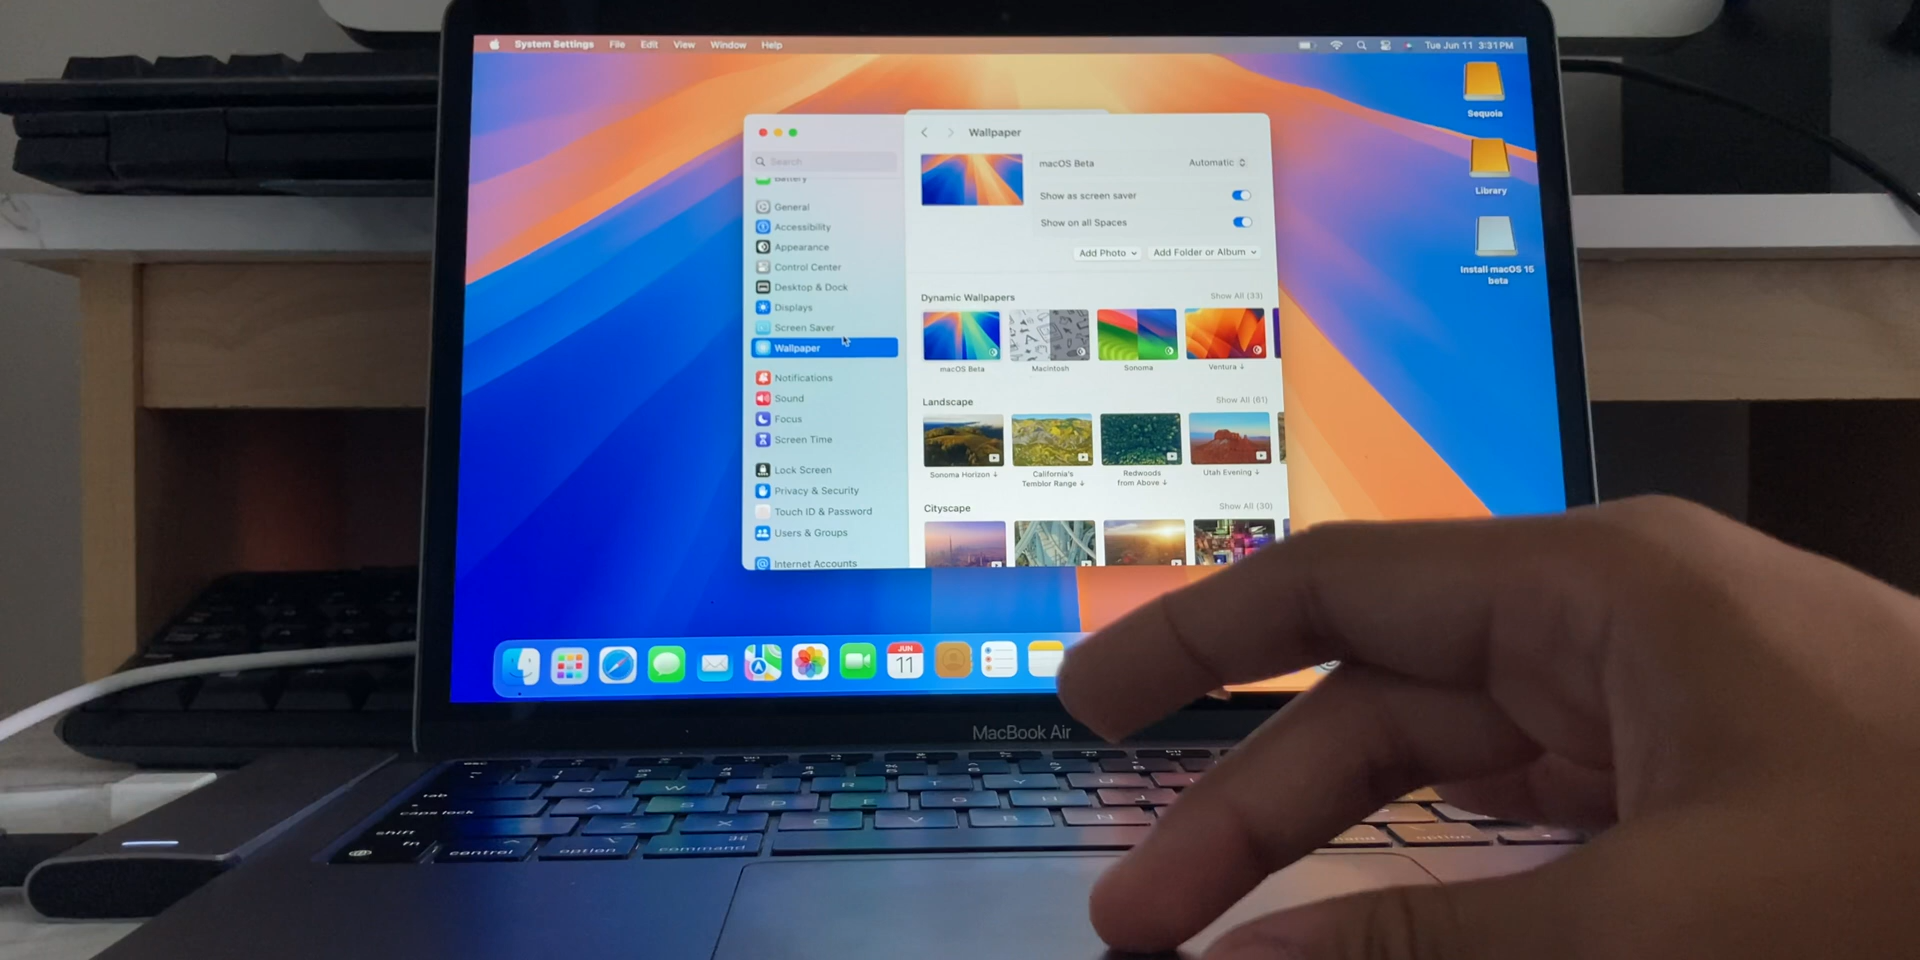 System Settings File Edit View Window Help
Tue Jun 11 3:31 PM
Sequoia
Library
Install macOS 15
beta
Search
Battery
General
Accessibility
Appearance
Control Center
Desktop & Dock
Displays
Screen Saver
Wallpaper
Notifications
Sound
Focus
Screen Time
Lock Screen
Privacy & Security
Touch ID & Password
Users & Groups
Internet Accounts
Wallpaper
macOS Beta Automatic
Show as screen saver
Show on all Spaces
Add Photo Add Folder or Album
Dynamic Wallpapers Show All (33)
macOS Beta Macintosh Sonoma Ventura ↓
Landscape Show All (61)
Sonoma Horizon ↓ California's Temblor Range ↓ Redwoods from Above ↓ Utah Evening ↓
Cityscape Show All (30)
JUN
11
MacBook Air
esc
tab Q W E R T Y U
caps lock A S D F G H J
shift Z X C V B N
fn control option command option